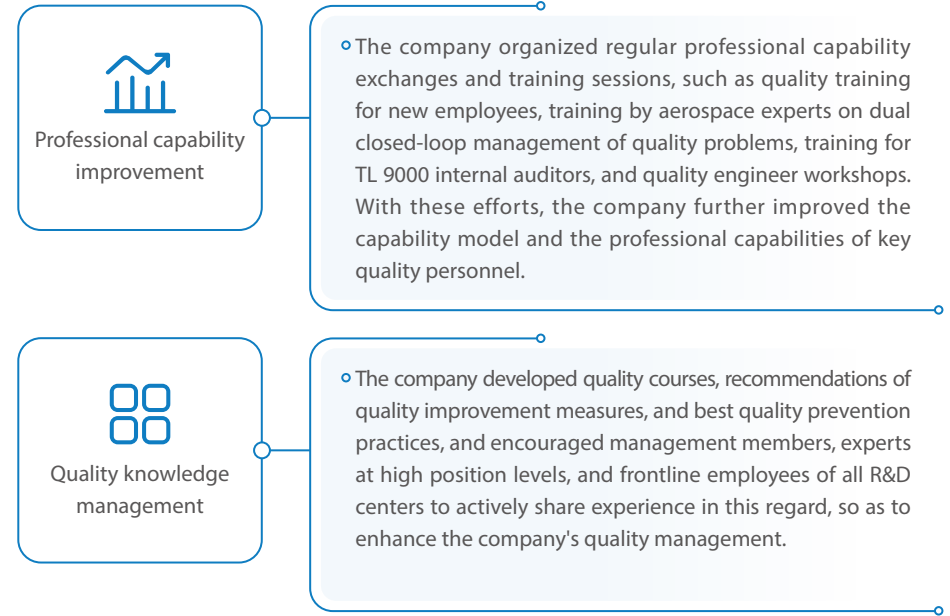 Professional capability
improvement
The company organized regular professional capability
exchanges and training sessions, such as quality training
for new employees, training by aerospace experts on dual
closed-loop management of quality problems, training for
TL 9000 internal auditors, and quality engineer workshops.
With these efforts, the company further improved the
capability model and the professional capabilities of key
quality personnel.
Quality knowledge
management
The company developed quality courses, recommendations of
quality improvement measures, and best quality prevention
practices, and encouraged management members, experts
at high position levels, and frontline employees of all R&D
centers to actively share experience in this regard, so as to
enhance the company's quality management.